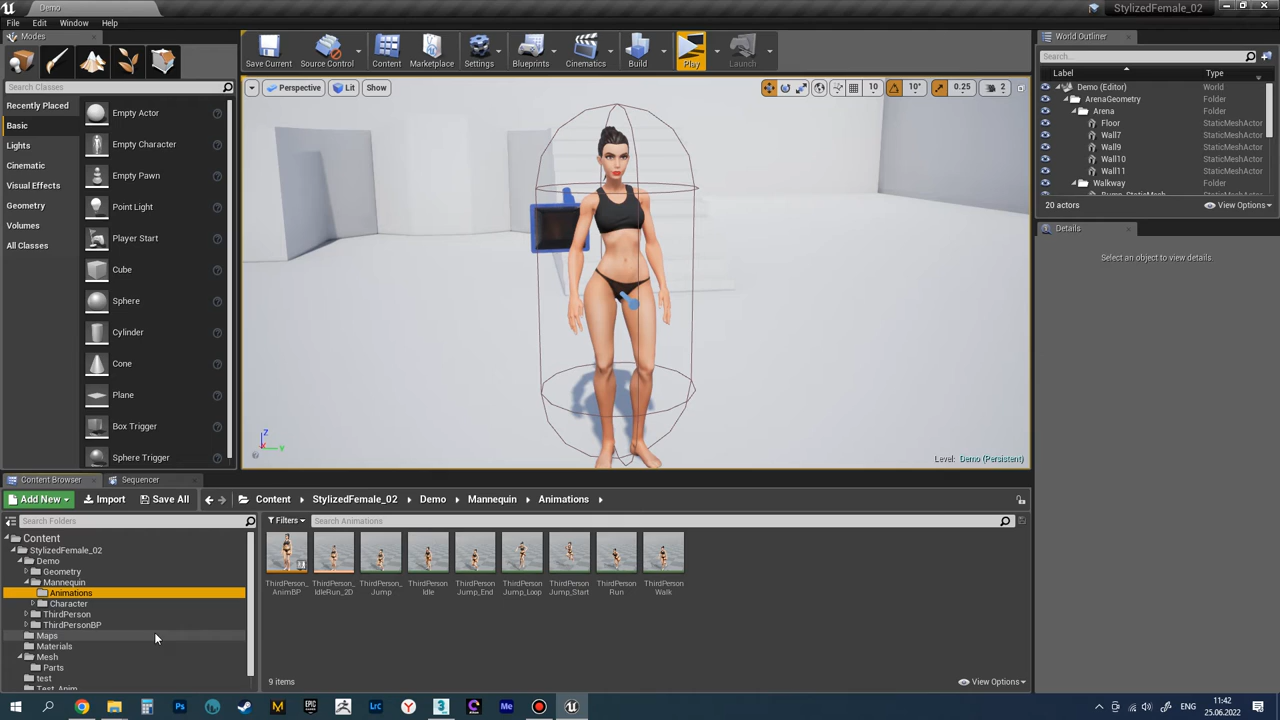 Demo
StylizedFemale_02
File Edit Window Help
Modes
Search Classes
Recently Placed
Basic
Lights
Cinematic
Visual Effects
Geometry
Volumes
All Classes
Empty Actor
Empty Character
Empty Pawn
Point Light
Player Start
Cube
Sphere
Cylinder
Cone
Plane
Box Trigger
Sphere Trigger
Save Current Source Control Content Marketplace Settings Blueprints Cinematics Build Play Launch
Perspective Lit Show 10 10° 0.25 2
Z
X
Y
Level: Demo (Persistent)
World Outliner
Search...
Label Type
Demo (Editor) World
ArenaGeometry Folder
Arena Folder
Floor StaticMeshActor
Wall7 StaticMeshActor
Wall9 StaticMeshActor
Wall10 StaticMeshActor
Wall11 StaticMeshActor
Walkway Folder
Bump_StaticMesh StaticMeshActor
20 actors View Options
Details
Select an object to view details.
Content Browser Sequencer
Add New Import Save All Content StylizedFemale_02 Demo Mannequin Animations
Search Folders
Content
StylizedFemale_02
Demo
Geometry
Mannequin
Animations
Character
ThirdPerson
ThirdPersonBP
Maps
Materials
Mesh
Parts
test
Test_Anim
Filters Search Animations
ThirdPerson_
AnimBP
ThirdPerson_
IdleRun_2D
ThirdPerson_
Jump
ThirdPerson
Idle
ThirdPerson
Jump_End
ThirdPerson
Jump_Loop
ThirdPerson
Jump_Start
ThirdPerson
Run
ThirdPerson
Walk
9 items View Options
Ps Lr Me
ENG
11:42
25.06.2022